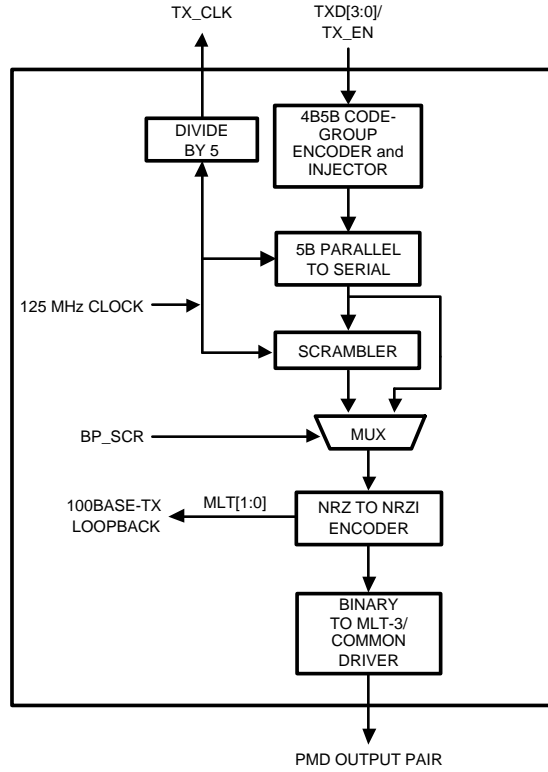 TX_CLK
TXD[3:0]/
TX_EN
DIVIDE
BY 5
4B5B CODE-
GROUP
ENCODER and
INJECTOR
5B PARALLEL
TO SERIAL
125 MHz CLOCK
SCRAMBLER
BP_SCR
MUX
100BASE-TX
LOOPBACK
MLT[1:0]
NRZ TO NRZI
ENCODER
BINARY
TO MLT-3/
COMMON
DRIVER
PMD OUTPUT PAIR